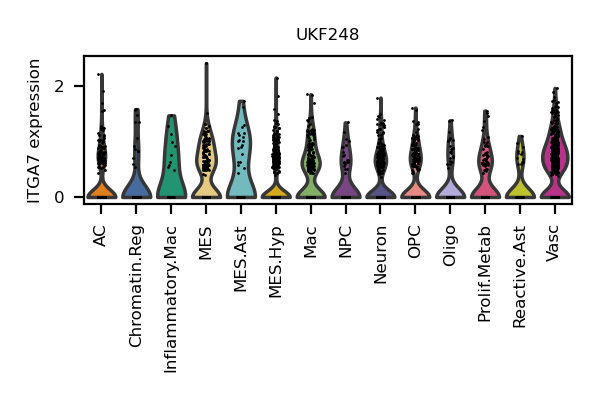 UKF248
ITGA7 expression
2
0
AC
Chromatin.Reg
Inflammatory.Mac
MES
MES.Ast
MES.Hyp
Mac
NPC
Neuron
OPC
Oligo
Prolif.Metab
Reactive.Ast
Vasc